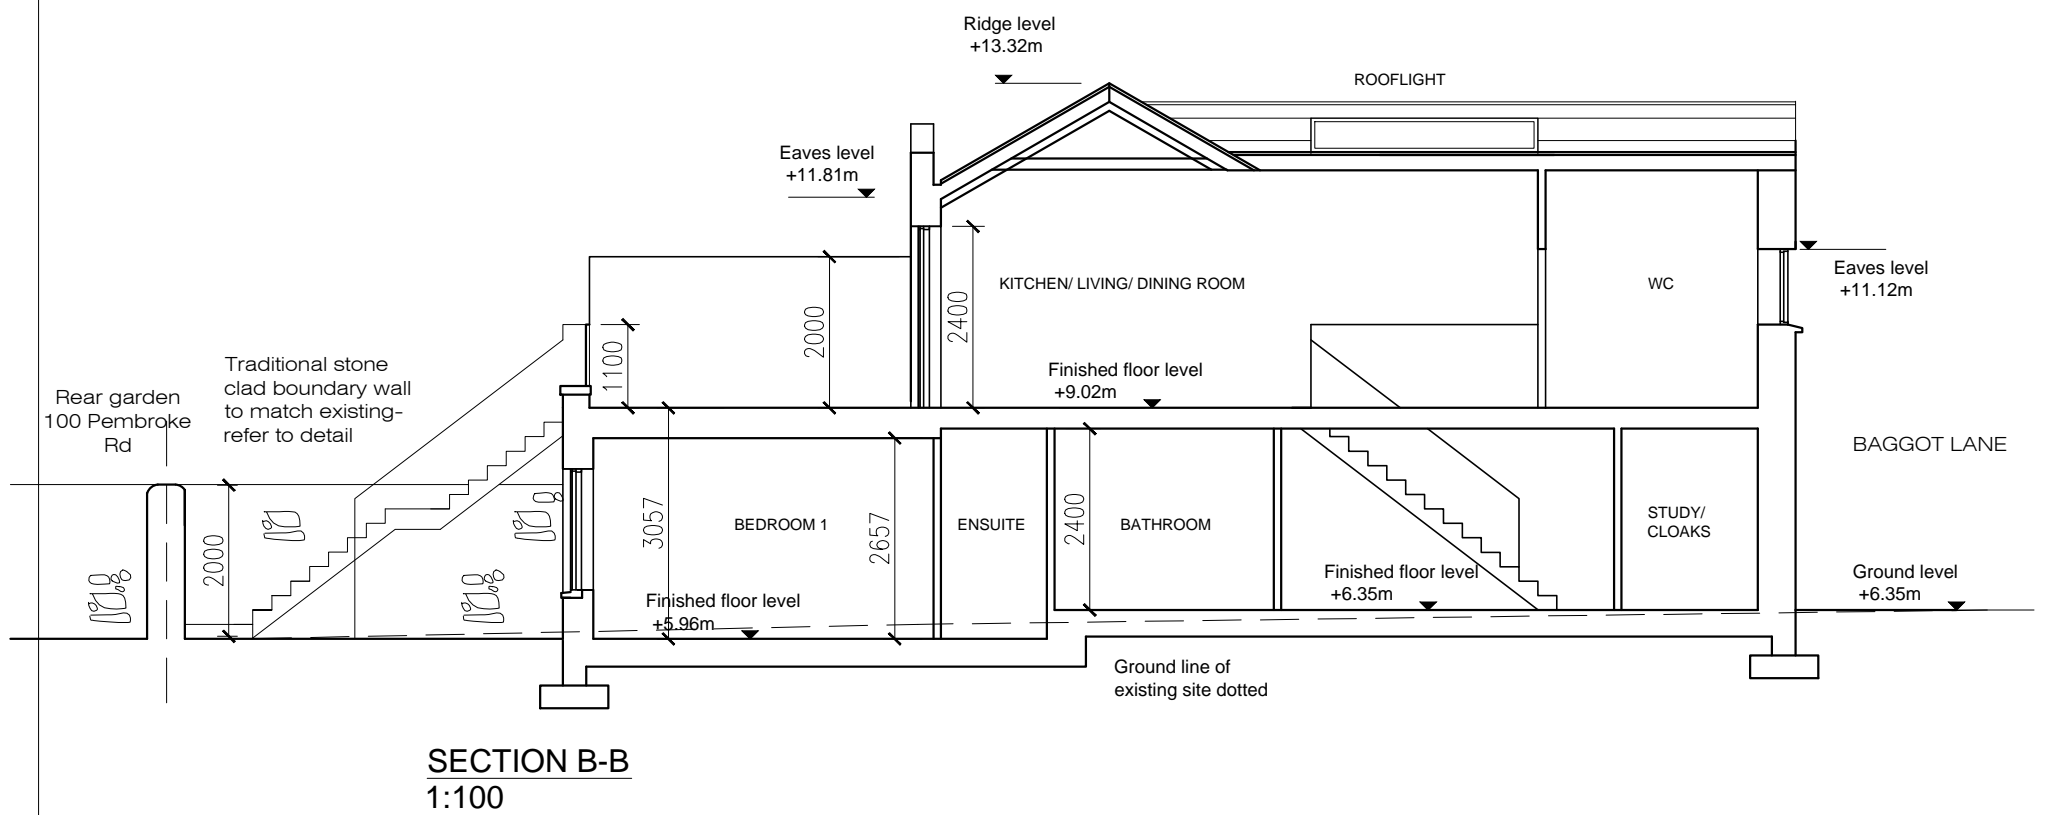 Ridge level
+13.32m
ROOFLIGHT
Eaves level
+11.81m
KITCHEN/ LIVING/ DINING ROOM
WC
Eaves level
+11.12m
2000
2400
1100
Traditional stone
clad boundary wall
to match existing-
refer to detail
Rear garden
100 Pembroke
Rd
Finished floor level
+9.02m
BAGGOT LANE
2000
3057
BEDROOM 1
2657
ENSUITE
2400
BATHROOM
STUDY/
CLOAKS
Finished floor level
+5.96m
Finished floor level
+6.35m
Ground level
+6.35m
Ground line of
existing site dotted
SECTION B-B
1:100